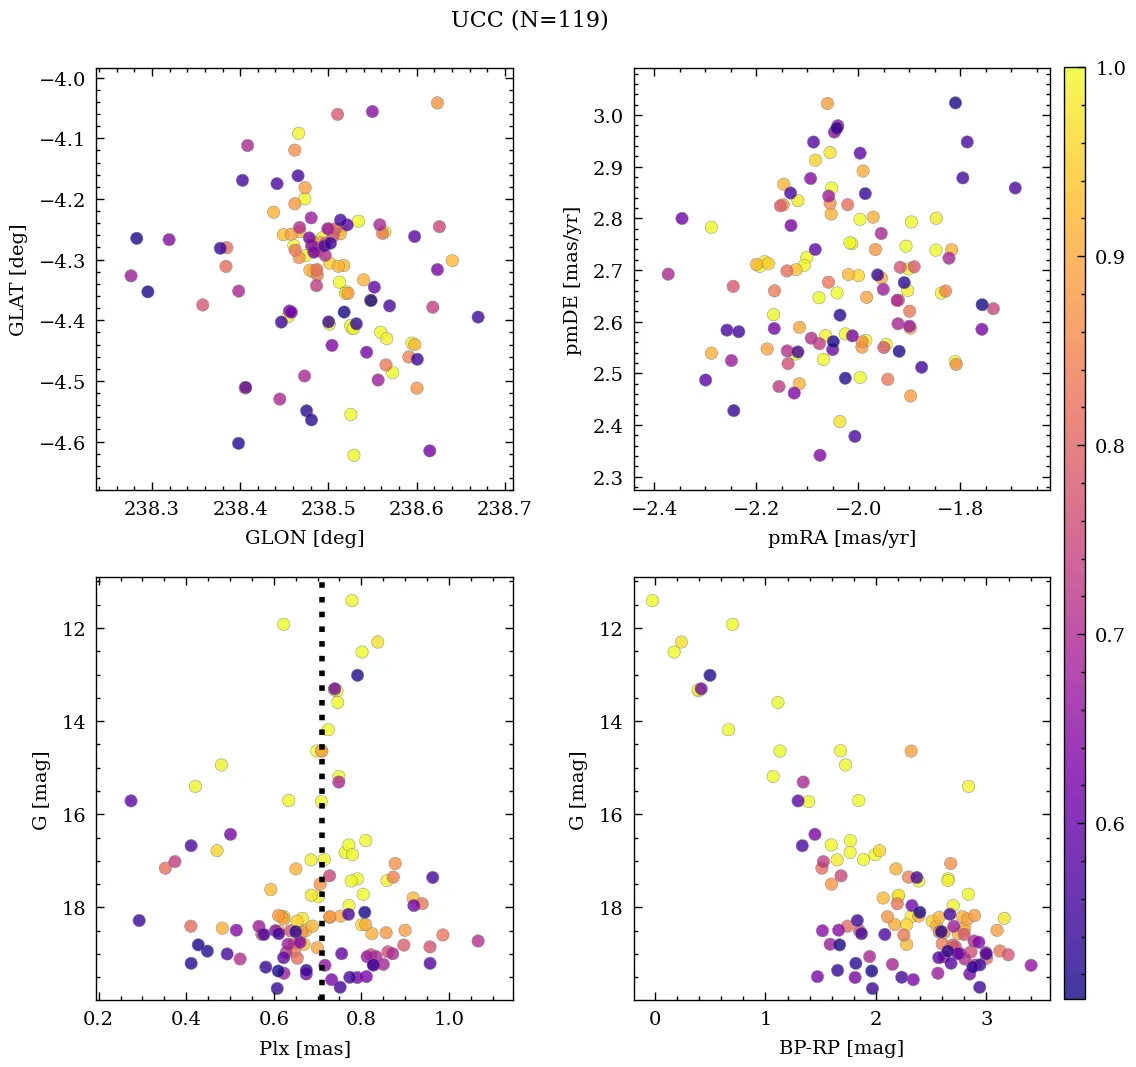 UCC (N=119)
−4.0
−4.1
−4.2
−4.3
−4.4
−4.5
−4.6
GLAT [deg]
238.3 238.4 238.5 238.6 238.7
GLON [deg]
3.0
2.9
2.8
2.7
2.6
2.5
2.4
2.3
pmDE [mas/yr]
−2.4 −2.2 −2.0 −1.8
pmRA [mas/yr]
12
14
16
18
G [mag]
0.2 0.4 0.6 0.8 1.0
Plx [mas]
12
14
16
18
G [mag]
0 1 2 3
BP-RP [mag]
1.0
0.9
0.8
0.7
0.6